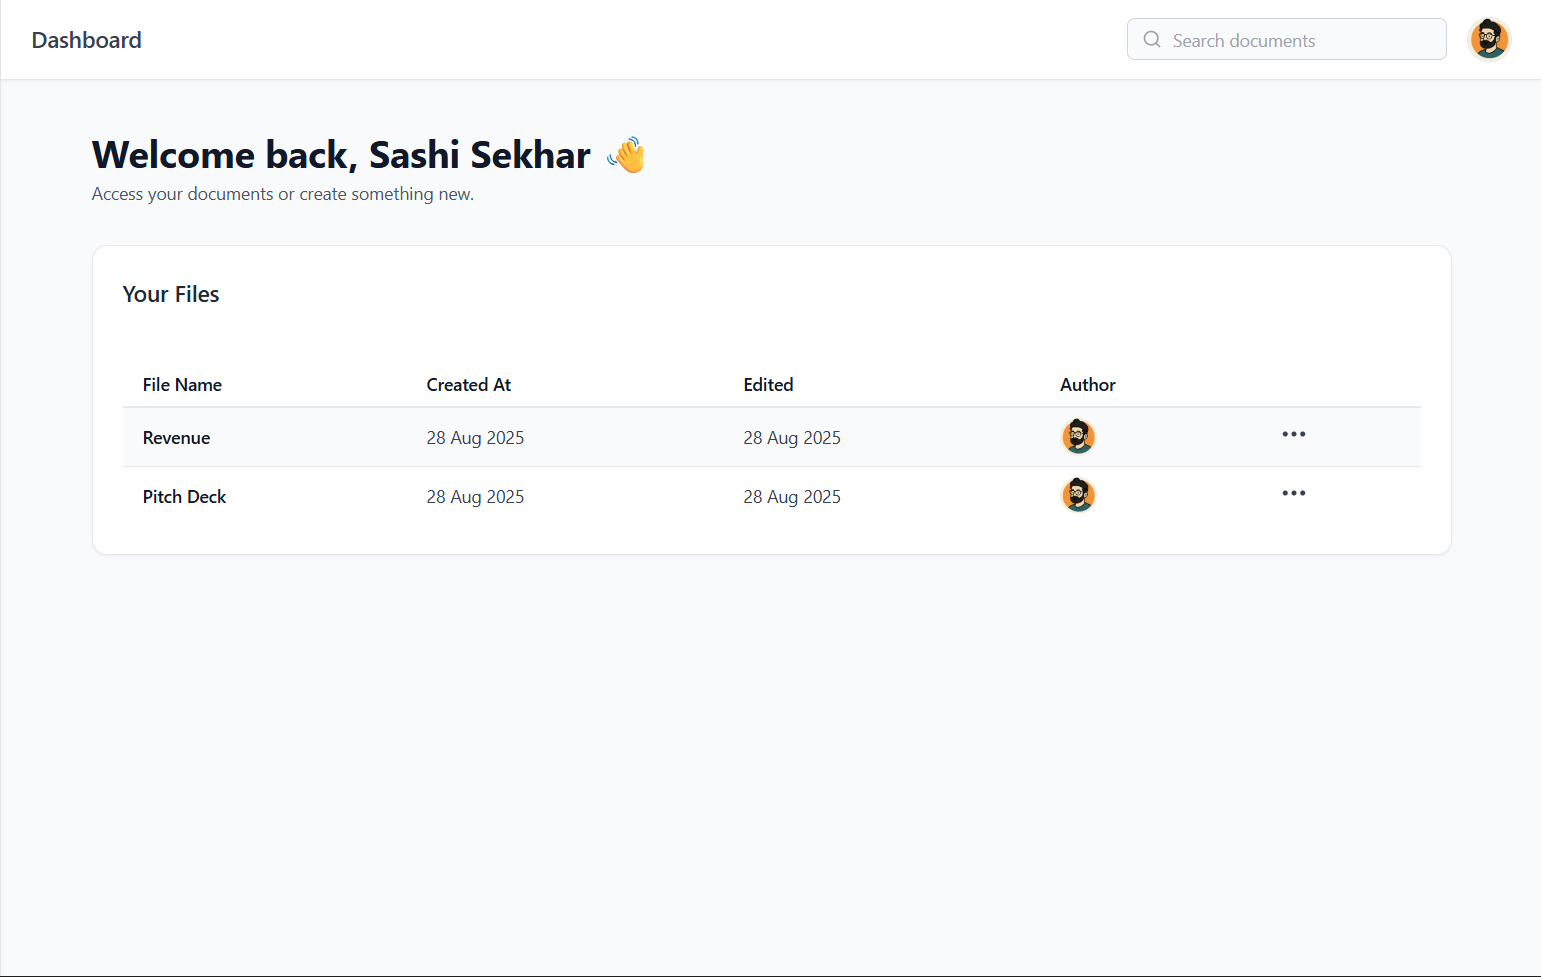 Dashboard
Search documents
Welcome back, Sashi Sekhar 👋
Access your documents or create something new.
Your Files
File Name Created At Edited Author
Revenue 28 Aug 2025 28 Aug 2025
Pitch Deck 28 Aug 2025 28 Aug 2025